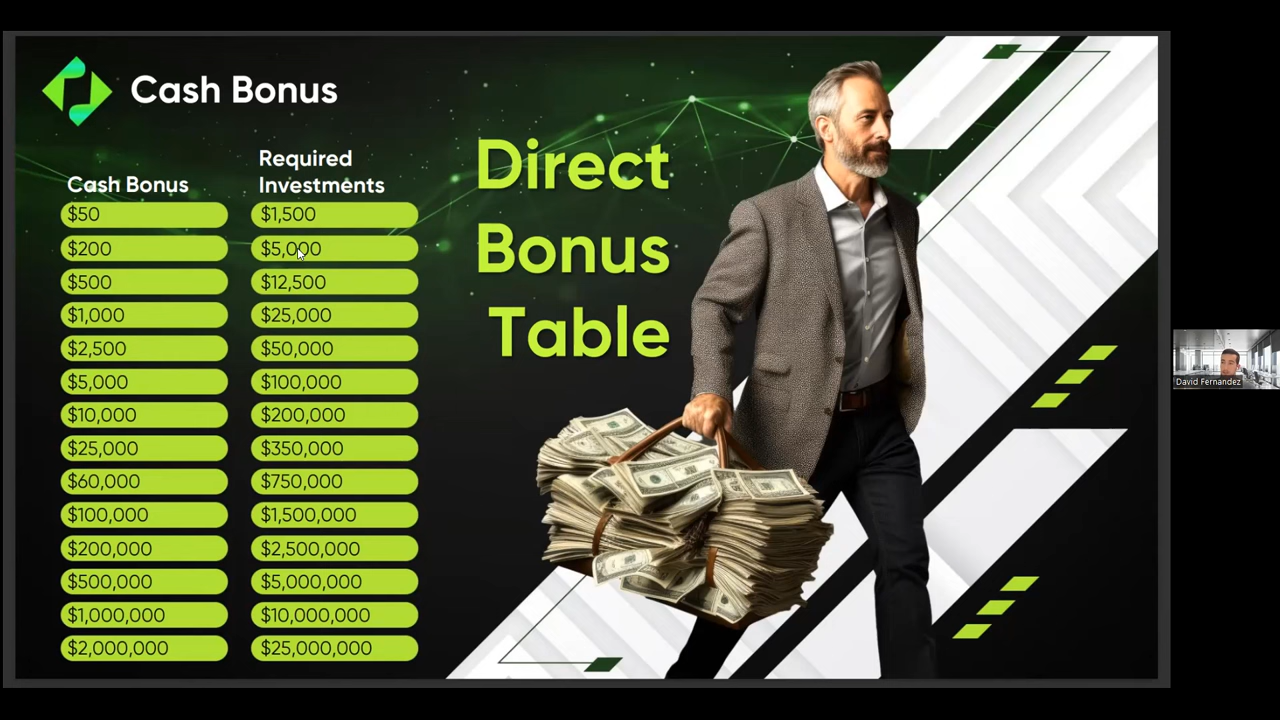 Cash Bonus
Direct
Bonus
Table
Cash Bonus Required Investments
$50 $1,500
$200 $5,000
$500 $12,500
$1,000 $25,000
$2,500 $50,000
$5,000 $100,000
$10,000 $200,000
$25,000 $350,000
$60,000 $750,000
$100,000 $1,500,000
$200,000 $2,500,000
$500,000 $5,000,000
$1,000,000 $10,000,000
$2,000,000 $25,000,000
David Fernandez